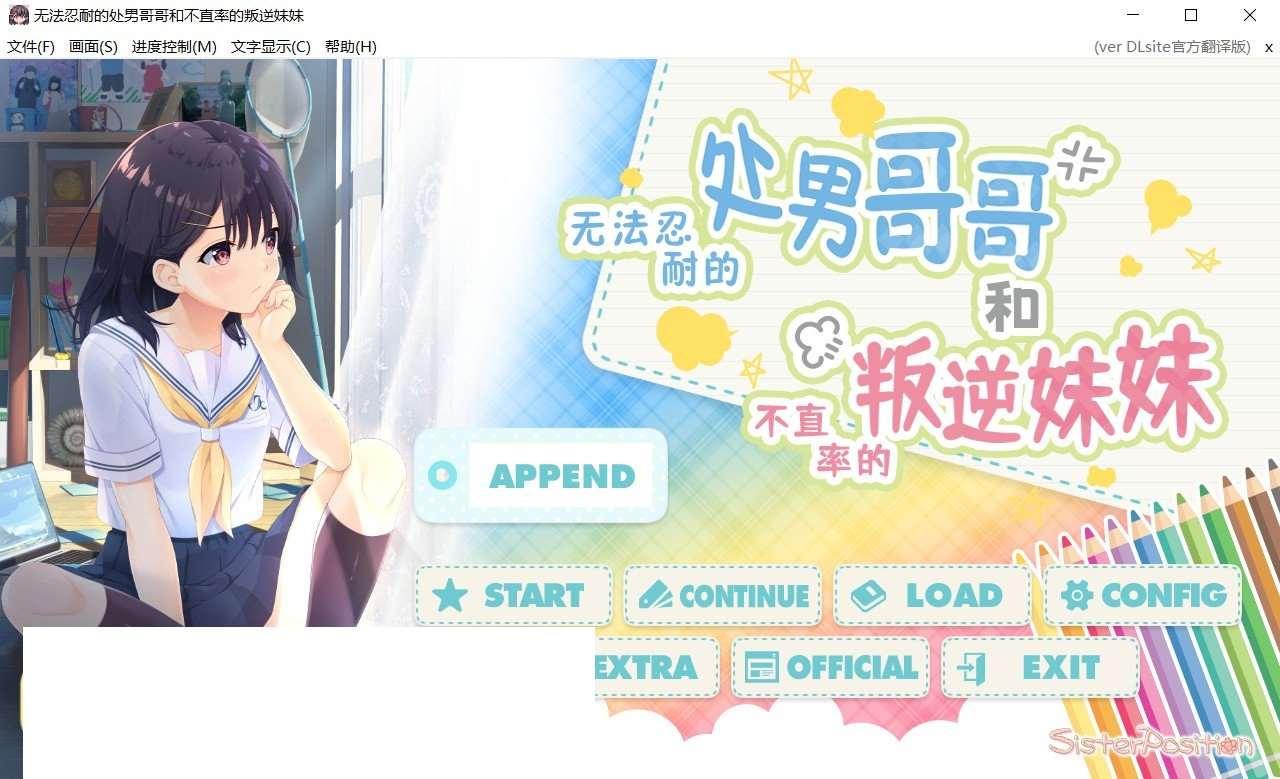 无法忍耐的处男哥哥和不直率的叛逆妹妹
文件(F) 画面(S) 进度控制(M) 文字显示(C) 帮助(H) (ver DLsite官方翻译版) x
无法忍
耐的
处男哥哥
和
不直
率的
叛逆妹妹
APPEND
START CONTINUE LOAD CONFIG
EXTRA OFFICIAL EXIT
SisterPosition